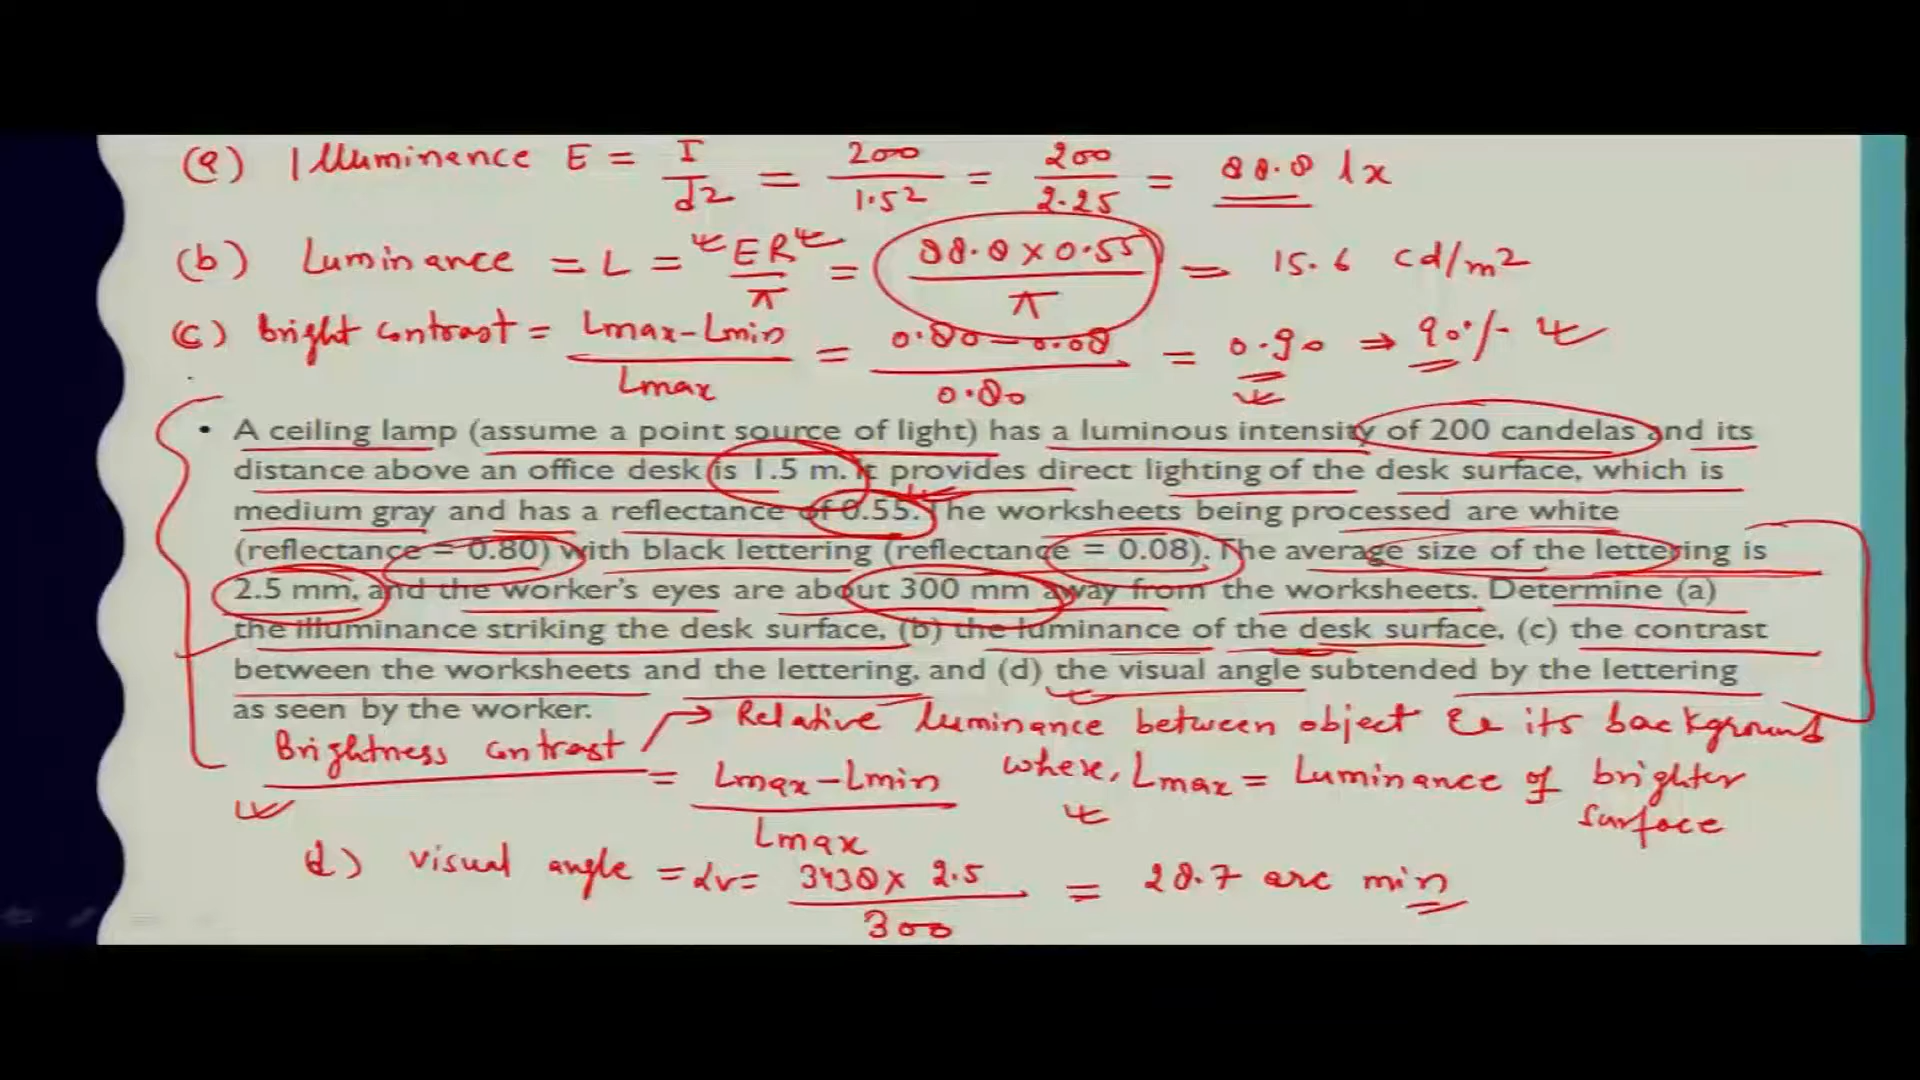 (a) Illuminance E = I/d2 = 200/1.5² = 200/2.25 = 88.8 lx
(b) Luminance = L = ER/π = 88.8 x 0.55/π = 15.6 cd/m2
(c) bright contrast = Lmax-Lmin/Lmax = 0.80-0.08/0.80 = 0.90 ⇒ 90%
• A ceiling lamp (assume a point source of light) has a luminous intensity of 200 candelas and its
distance above an office desk is 1.5 m. It provides direct lighting of the desk surface, which is
medium gray and has a reflectance of 0.55. The worksheets being processed are white
(reflectance = 0.80) with black lettering (reflectance = 0.08). The average size of the lettering is
2.5 mm, and the worker's eyes are about 300 mm away from the worksheets. Determine (a)
the illuminance striking the desk surface, (b) the luminance of the desk surface, (c) the contrast
between the worksheets and the lettering, and (d) the visual angle subtended by the lettering
as seen by the worker.
→ Relative luminance between object & its background
Brightness contrast = Lmax-Lmin/Lmax where, Lmax = Luminance of brighter
surface
d) visual angle = αv = 3438 x 2.5/300 = 28.7 arc min